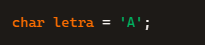 char letra = 'A';